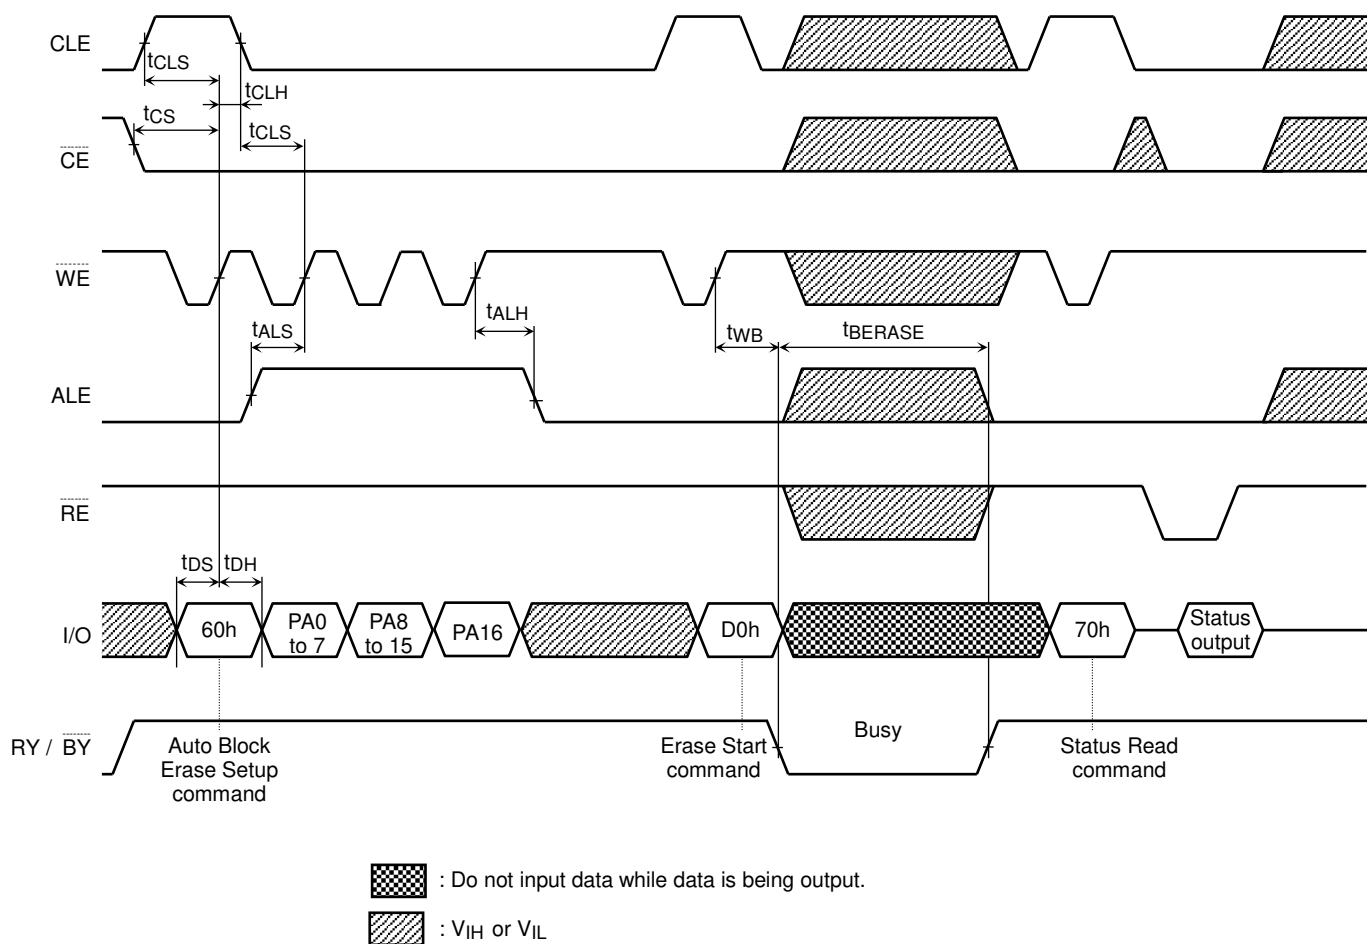 CLE
tCLS
tCLH
tCS
tCLS
CE
WE
tALS
tALH
tWB
tBERASE
ALE
RE
tDS
tDH
I/O
60h
PA0
to 7
PA8
to 15
PA16
D0h
70h
Status
output
RY / BY
Busy
Auto Block
Erase Setup
command
Erase Start
command
Status Read
command
: Do not input data while data is being output.
: VIH or VIL